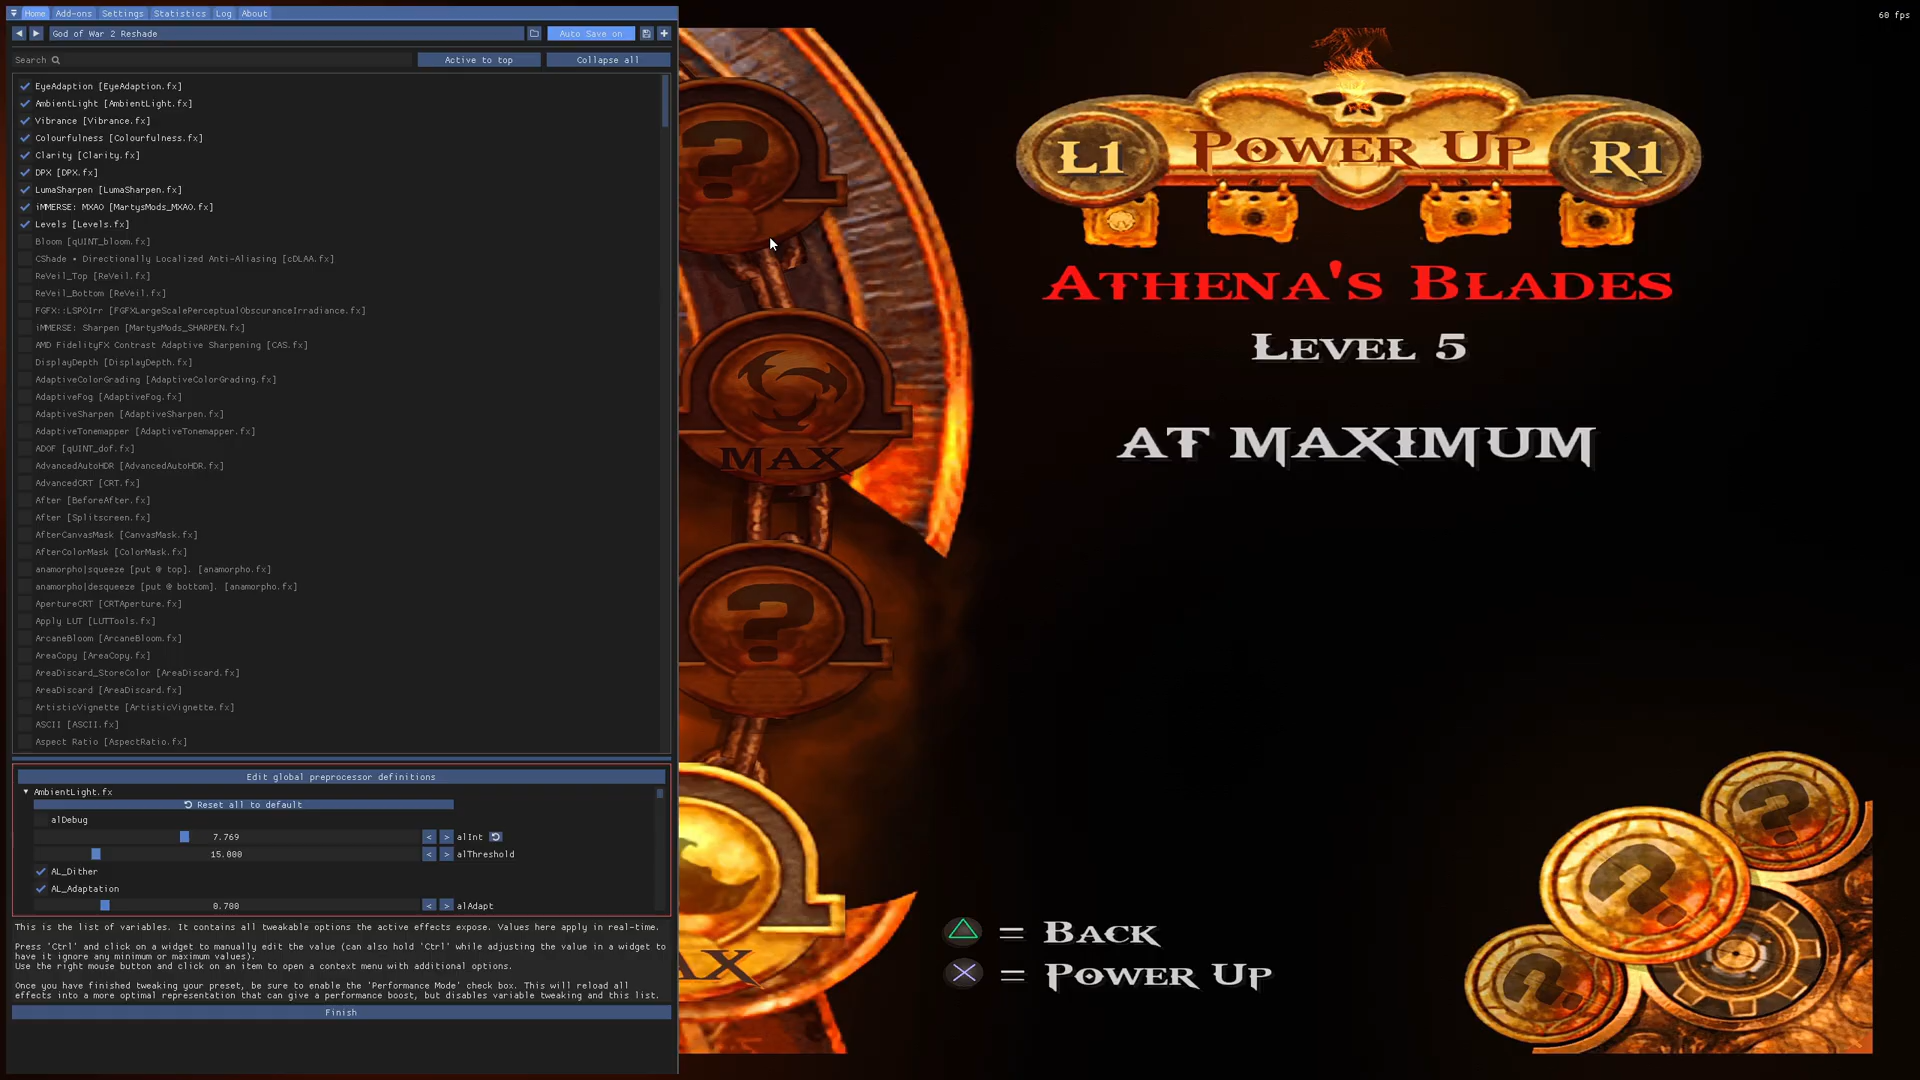 Home Add-ons Settings Statistics Log About
God of War 2 Reshade Auto Save on
Search Active to top Collapse all
EyeAdaption [EyeAdaption.fx]
AmbientLight [AmbientLight.fx]
Vibrance [Vibrance.fx]
Colourfulness [Colourfulness.fx]
Clarity [Clarity.fx]
DPX [DPX.fx]
LumaSharpen [LumaSharpen.fx]
iMMERSE: MXAO [MartysMods_MXAO.fx]
Levels [Levels.fx]
Bloom [qUINT_bloom.fx]
CShade • Directionally Localized Anti-Aliasing [cDLAA.fx]
ReVeil_Top [ReVeil.fx]
ReVeil_Bottom [ReVeil.fx]
FGFX::LSPOIrr [FGFXLargeScalePerceptualObscuranceIrradiance.fx]
iMMERSE: Sharpen [MartysMods_SHARPEN.fx]
AMD FidelityFX Contrast Adaptive Sharpening [CAS.fx]
DisplayDepth [DisplayDepth.fx]
AdaptiveColorGrading [AdaptiveColorGrading.fx]
AdaptiveFog [AdaptiveFog.fx]
AdaptiveSharpen [AdaptiveSharpen.fx]
AdaptiveTonemapper [AdaptiveTonemapper.fx]
ADOF [qUINT_dof.fx]
AdvancedAutoHDR [AdvancedAutoHDR.fx]
AdvancedCRT [CRT.fx]
After [BeforeAfter.fx]
After [Splitscreen.fx]
AfterCanvasMask [CanvasMask.fx]
AfterColorMask [ColorMask.fx]
anamorpho|squeeze [put @ top]. [anamorpho.fx]
anamorpho|desqueeze [put @ bottom]. [anamorpho.fx]
ApertureCRT [CRTAperture.fx]
Apply LUT [LUTTools.fx]
ArcaneBloom [ArcaneBloom.fx]
AreaCopy [AreaCopy.fx]
AreaDiscard_StoreColor [AreaDiscard.fx]
AreaDiscard [AreaDiscard.fx]
ArtisticVignette [ArtisticVignette.fx]
ASCII [ASCII.fx]
Aspect Ratio [AspectRatio.fx]
Edit global preprocessor definitions
AmbientLight.fx
Reset all to default
alDebug
7.769 < > alInt
15.000 < > alThreshold
AL_Dither
AL_Adaptation
0.700 < > alAdapt
This is the list of variables. It contains all tweakable options the active effects expose. Values here apply in real-time.
Press 'Ctrl' and click on a widget to manually edit the value (can also hold 'Ctrl' while adjusting the value in a widget to
have it ignore any minimum or maximum values).
Use the right mouse button and click on an item to open a context menu with additional options.
Once you have finished tweaking your preset, be sure to enable the 'Performance Mode' check box. This will reload all
effects into a more optimal representation that can give a performance boost, but disables variable tweaking and this list.
Finish
60 fps
L1 Power Up R1
Athena's Blades
Level 5
At Maximum
?
MAX
?
AX
? ? ?
= Back
= Power Up